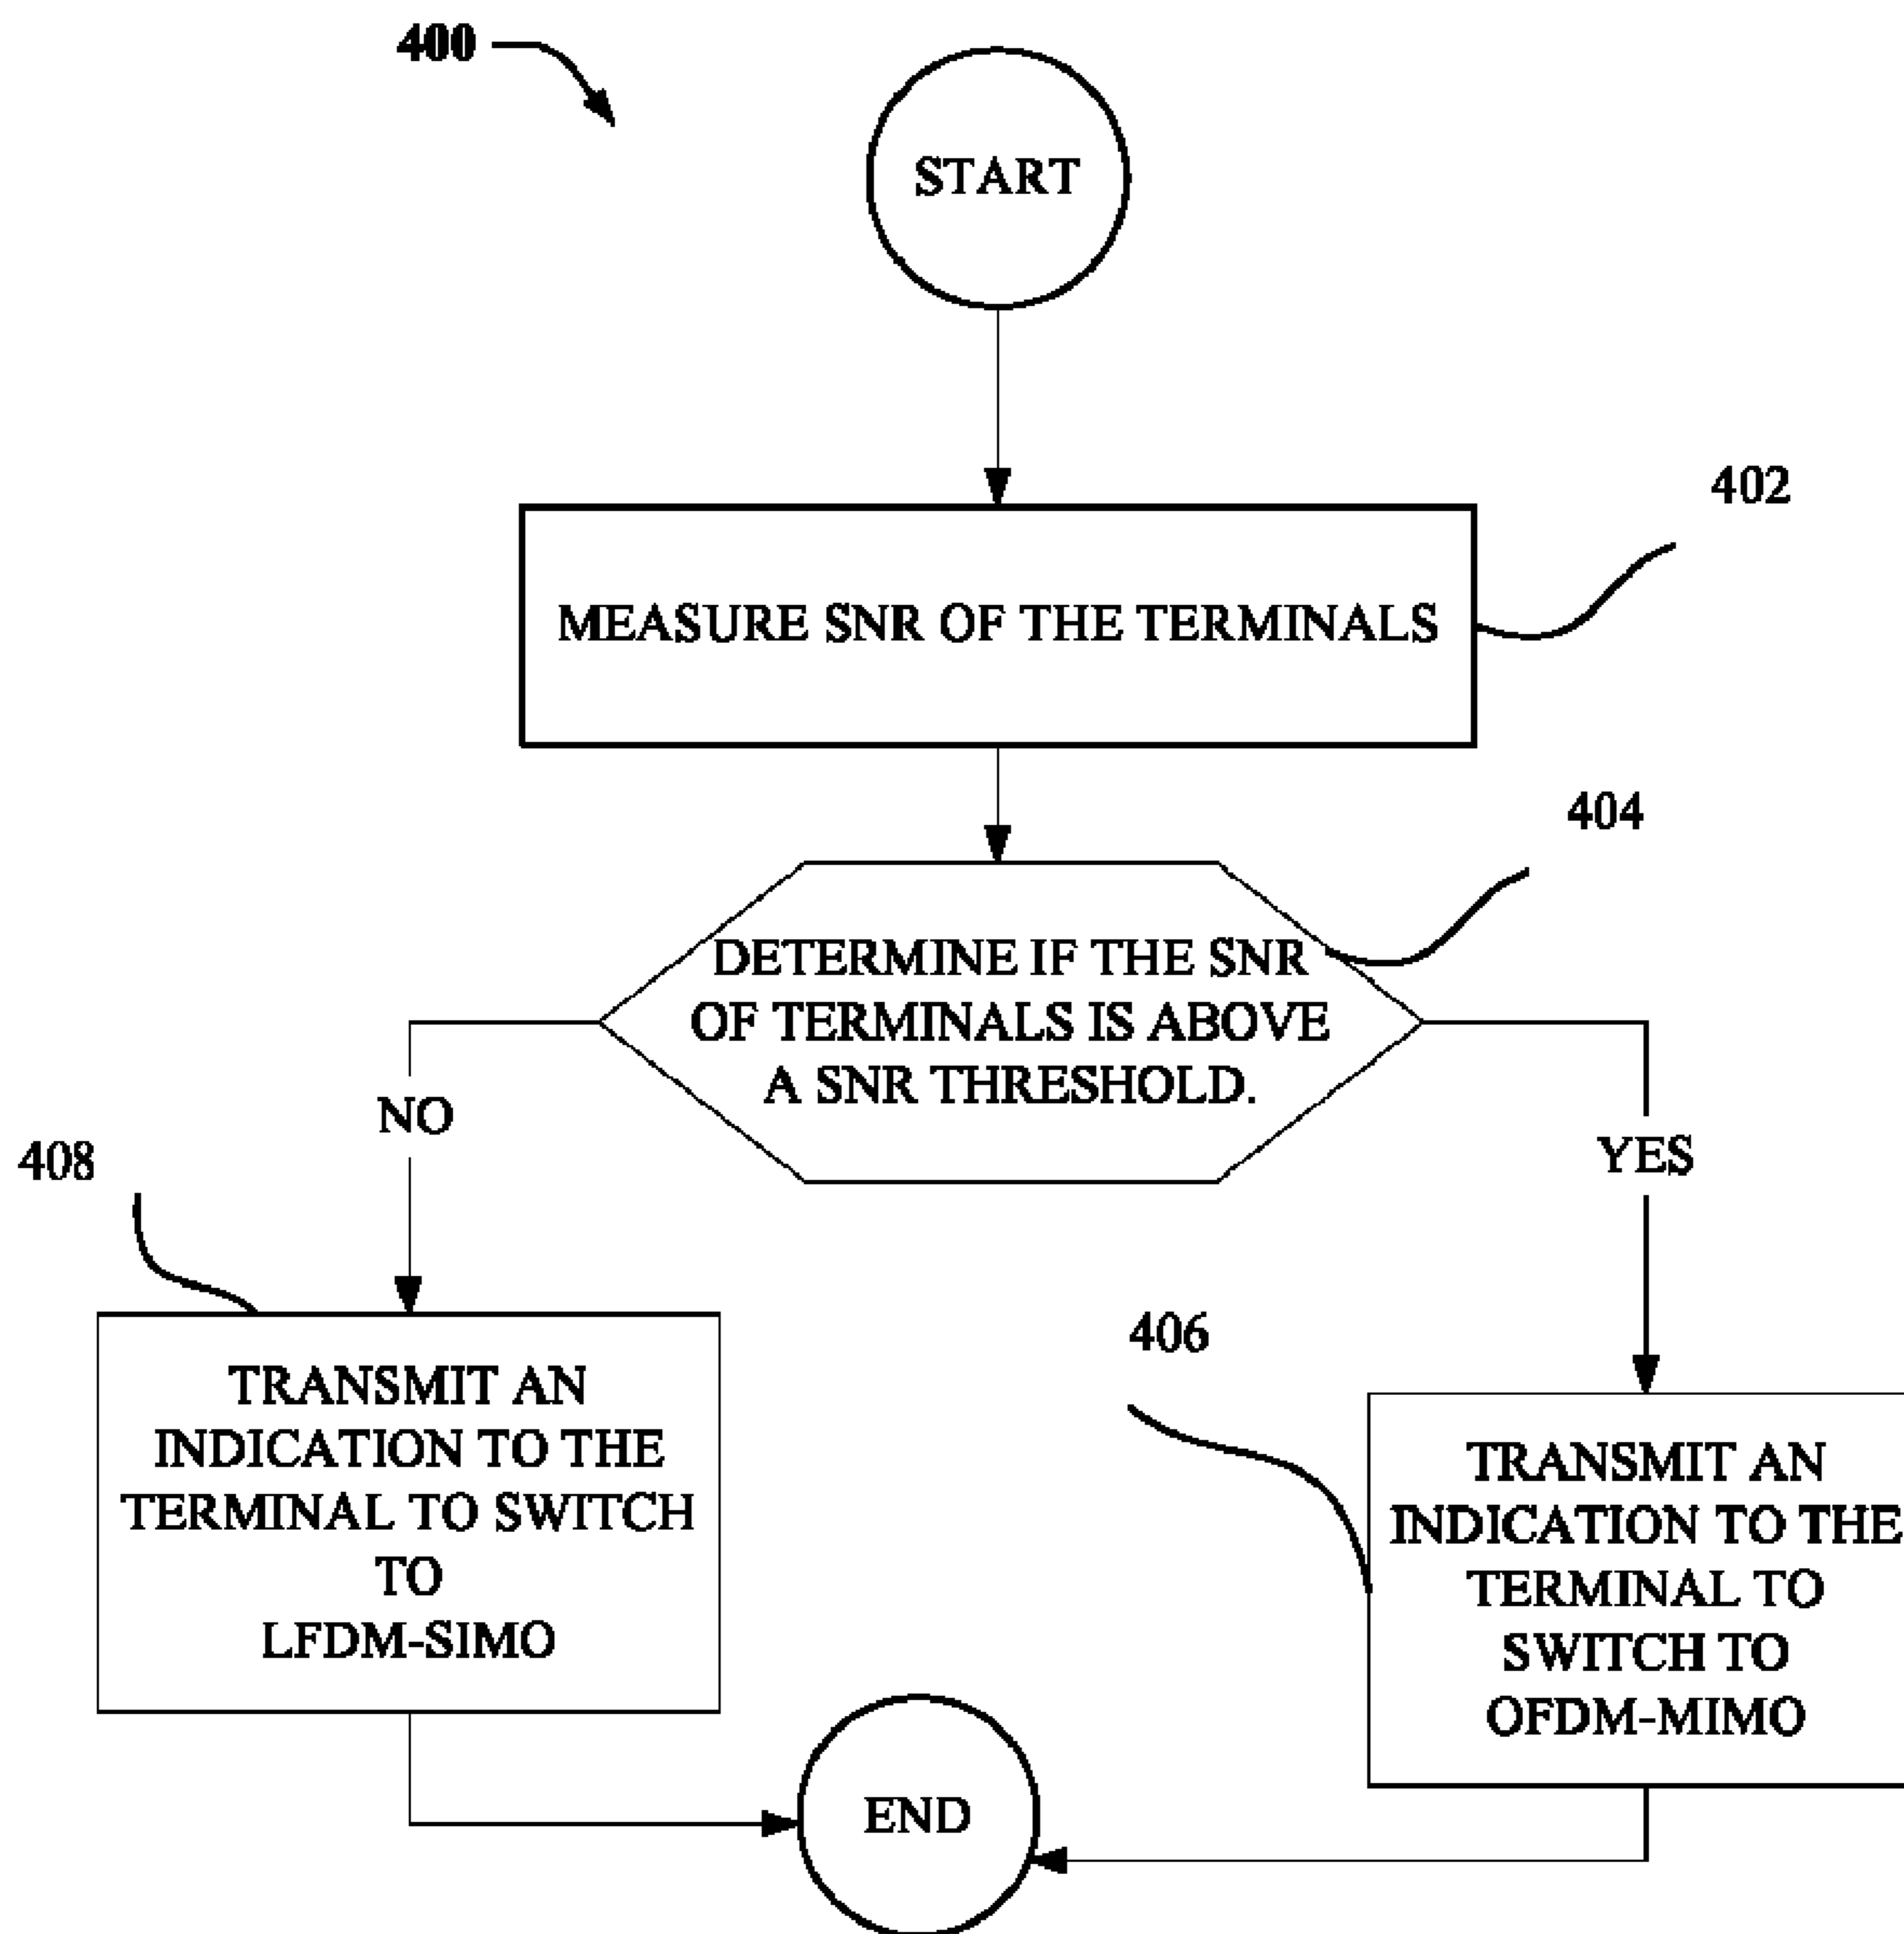 400
START
402
MEASURE SNR OF THE TERMINALS
404
DETERMINE IF THE SNR
OF TERMINALS IS ABOVE
A SNR THRESHOLD.
NO
YES
408
406
TRANSMIT AN
INDICATION TO THE
TERMINAL TO SWITCH
TO
LFDM-SIMO
TRANSMIT AN
INDICATION TO THE
TERMINAL TO
SWITCH TO
OFDM-MIMO
END